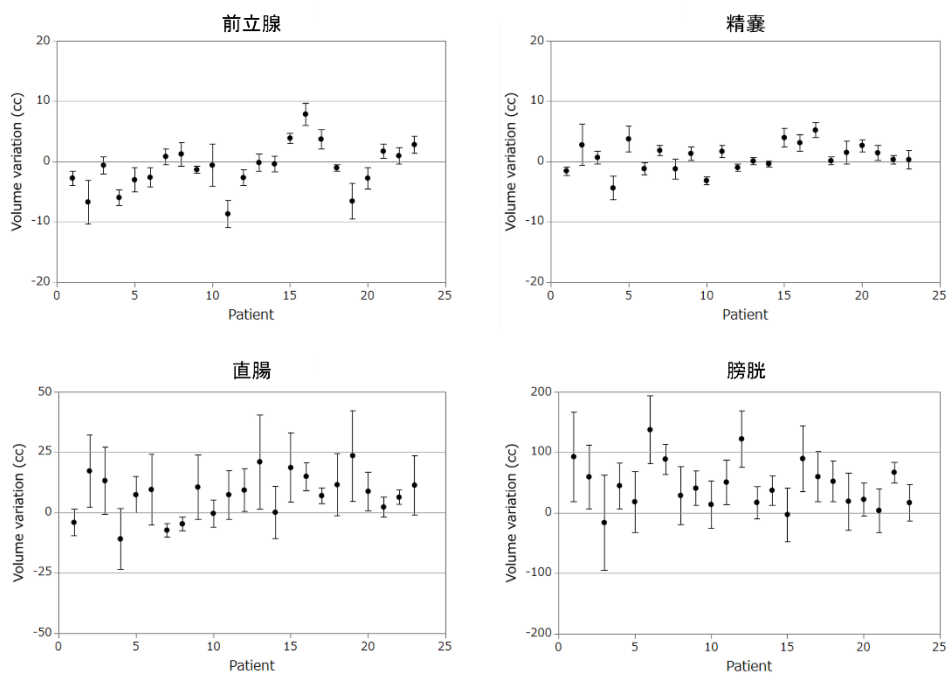 前立腺
20
10
0
-10
-20
Volume variation (cc)
0 5 10 15 20 25
Patient
精嚢
20
10
0
-10
-20
Volume variation (cc)
0 5 10 15 20 25
Patient
直腸
50
25
0
-25
-50
Volume variation (cc)
0 5 10 15 20 25
Patient
膀胱
200
100
0
-100
-200
Volume variation (cc)
0 5 10 15 20 25
Patient